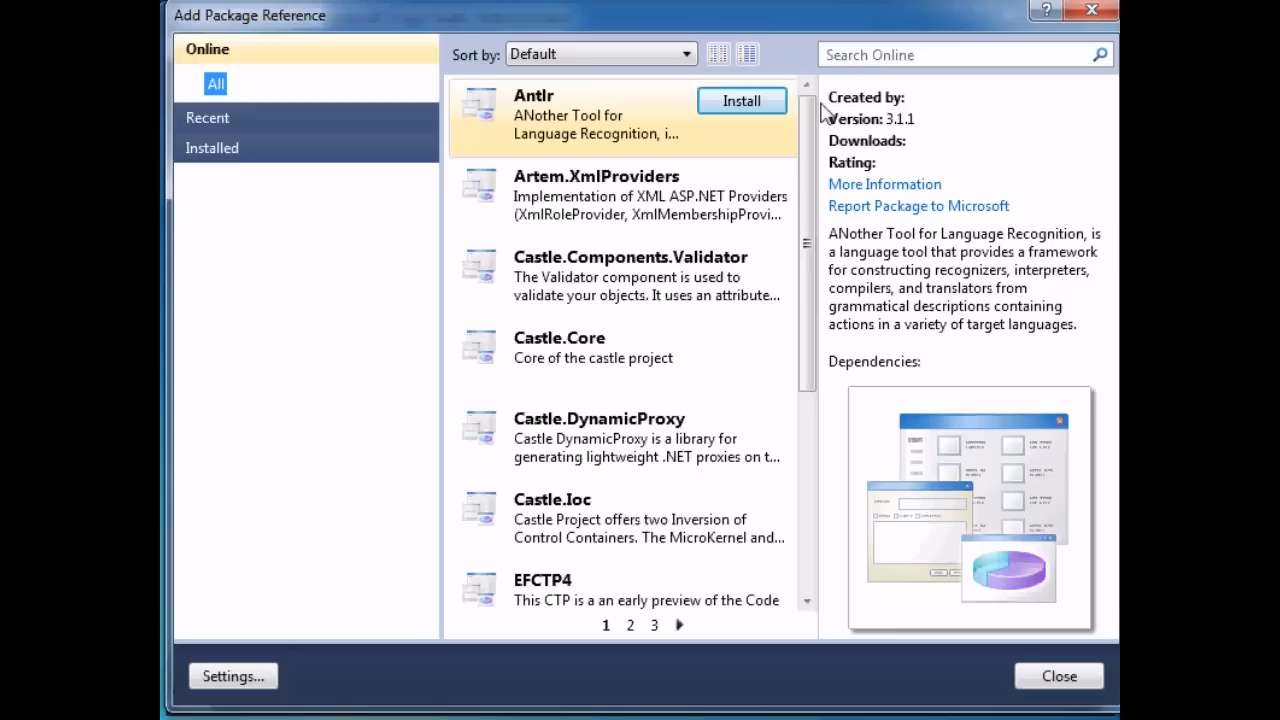 Add Package Reference
Online
All
Recent
Installed
Sort by: Default
Search Online
Antlr
Install
ANother Tool for
Language Recognition, i...
Artem.XmlProviders
Implementation of XML ASP.NET Providers
(XmlRoleProvider, XmlMembershipProvi...
Castle.Components.Validator
The Validator component is used to
validate your objects. It uses an attribute...
Castle.Core
Core of the castle project
Castle.DynamicProxy
Castle DynamicProxy is a library for
generating lightweight .NET proxies on t...
Castle.Ioc
Castle Project offers two Inversion of
Control Containers. The MicroKernel and...
EFCTP4
This CTP is a an early preview of the Code
1 2 3
Created by:
Version: 3.1.1
Downloads:
Rating:
More Information
Report Package to Microsoft
ANother Tool for Language Recognition, is
a language tool that provides a framework
for constructing recognizers, interpreters,
compilers, and translators from
grammatical descriptions containing
actions in a variety of target languages.
Dependencies:
Settings...
Close